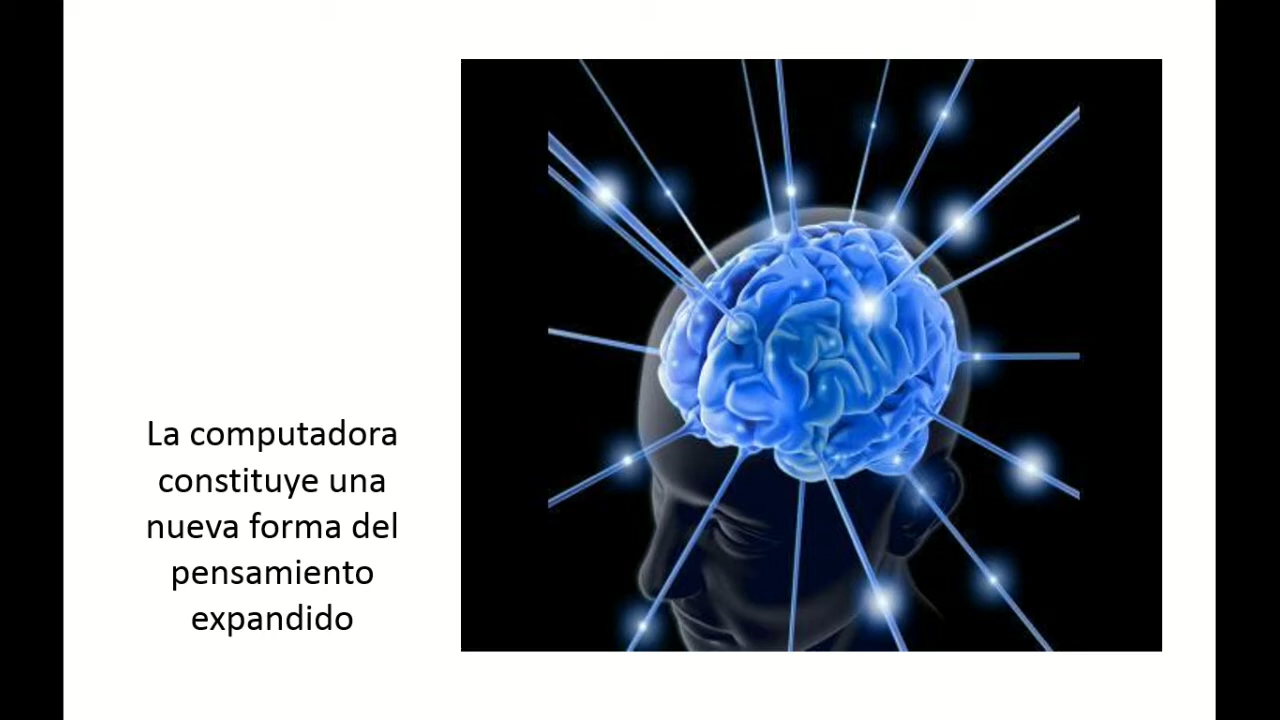 La computadora
constituye una
nueva forma del
pensamiento
expandido